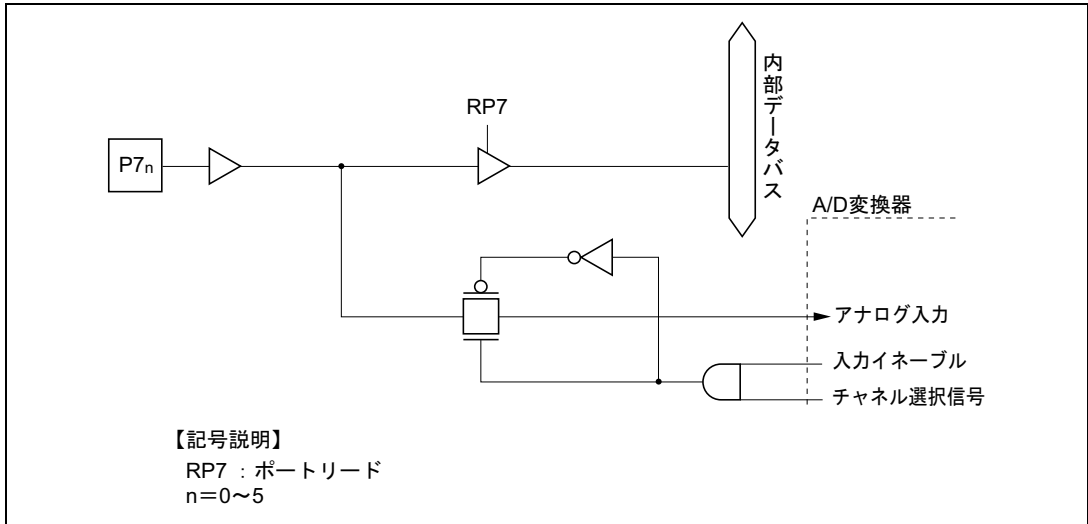 RP7
P7n
内部データバス
A/D変換器
アナログ入力
入力イネーブル
チャネル選択信号
【記号説明】
RP7 : ポートリード
n=0～5